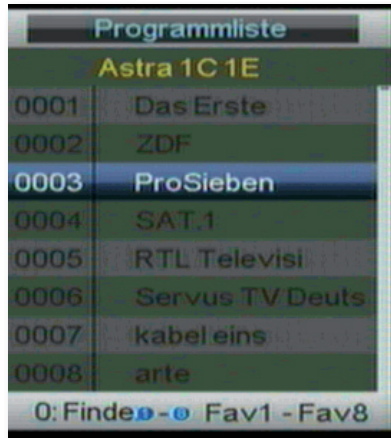 Programmliste
Astra 1C 1E
0001 Das Erste
0002 ZDF
0003 ProSieben
0004 SAT.1
0005 RTL Televisi
0006 Servus TV Deuts
0007 kabel eins
0008 arte
0: Finden - Fav1 - Fav8